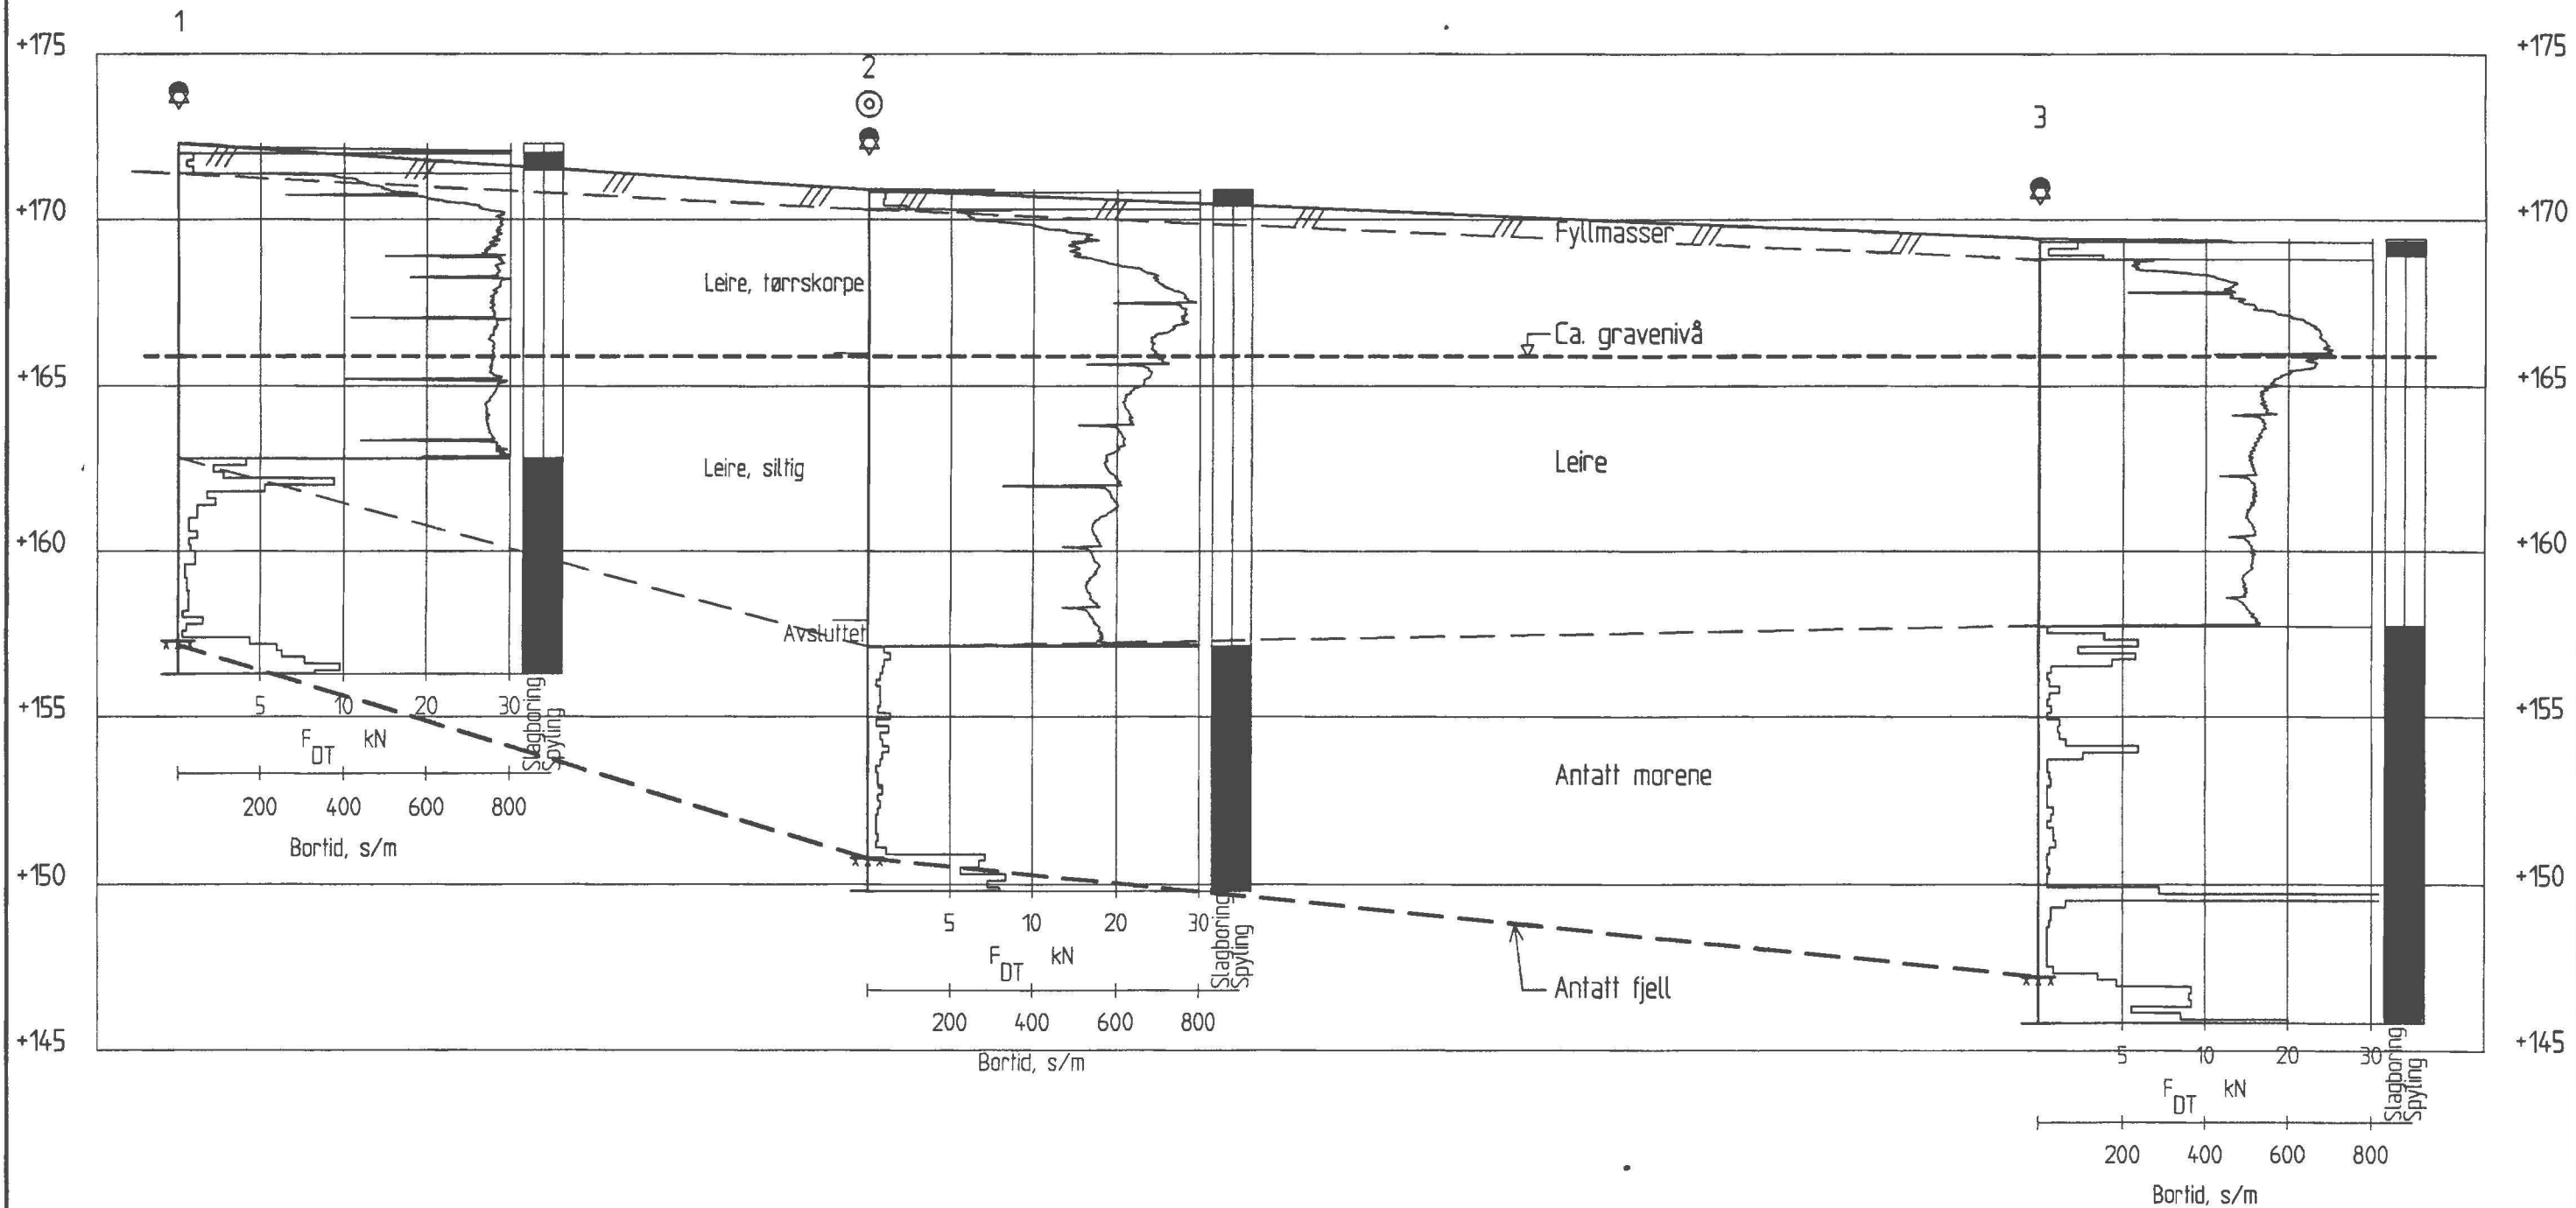 1
2
3
+175
+175
+170
+170
Fyllmasser
Leire, tørrskorpe
Ca. gravenivå
+165
+165
Leire, siltig
Leire
+160
+160
Avsluttet
+155
+155
5 10 20 30
F DT kN
Slagboring
Spyling
200 400 600 800
Bortid, s/m
Antatt morene
+150
+150
5 10 20 30
F DT kN
Slagboring
Spyling
200 400 600 800
Bortid, s/m
Antatt fjell
+145
+145
5 10 20 30
F DT kN
Slagboring
Spyling
200 400 600 800
Bortid, s/m